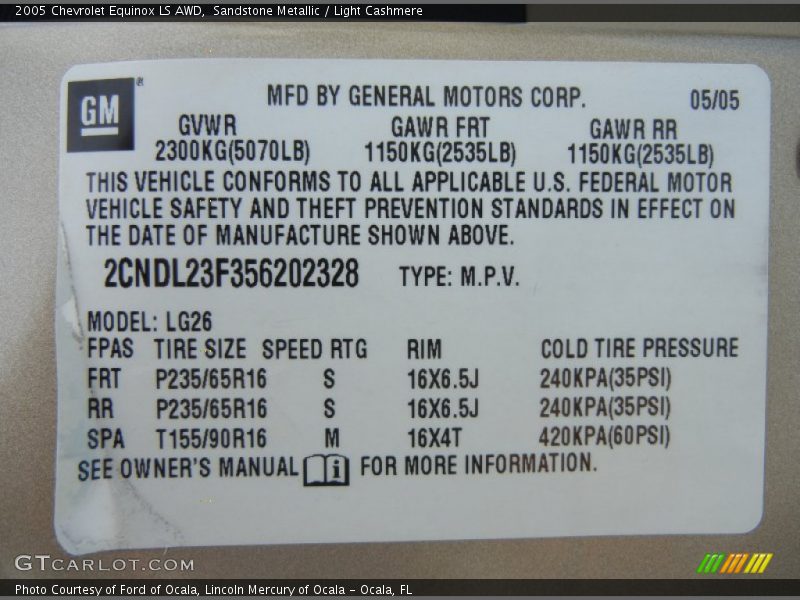 2005 Chevrolet Equinox LS AWD,  Sandstone Metallic / Light Cashmere
GM® MFD BY GENERAL MOTORS CORP. 05/05
GVWR GAWR FRT GAWR RR
2300KG(5070LB) 1150KG(2535LB) 1150KG(2535LB)
THIS VEHICLE CONFORMS TO ALL APPLICABLE U.S. FEDERAL MOTOR
VEHICLE SAFETY AND THEFT PREVENTION STANDARDS IN EFFECT ON
THE DATE OF MANUFACTURE SHOWN ABOVE.
2CNDL23F356202328 TYPE: M.P.V.
MODEL: LG26
FPAS TIRE SIZE SPEED RTG RIM COLD TIRE PRESSURE
FRT P235/65R16 S 16X6.5J 240KPA(35PSI)
RR P235/65R16 S 16X6.5J 240KPA(35PSI)
SPA T155/90R16 M 16X4T 420KPA(60PSI)
SEE OWNER'S MANUAL i FOR MORE INFORMATION.
GTCARLOT.COM
Photo Courtesy of Ford of Ocala, Lincoln Mercury of Ocala – Ocala, FL